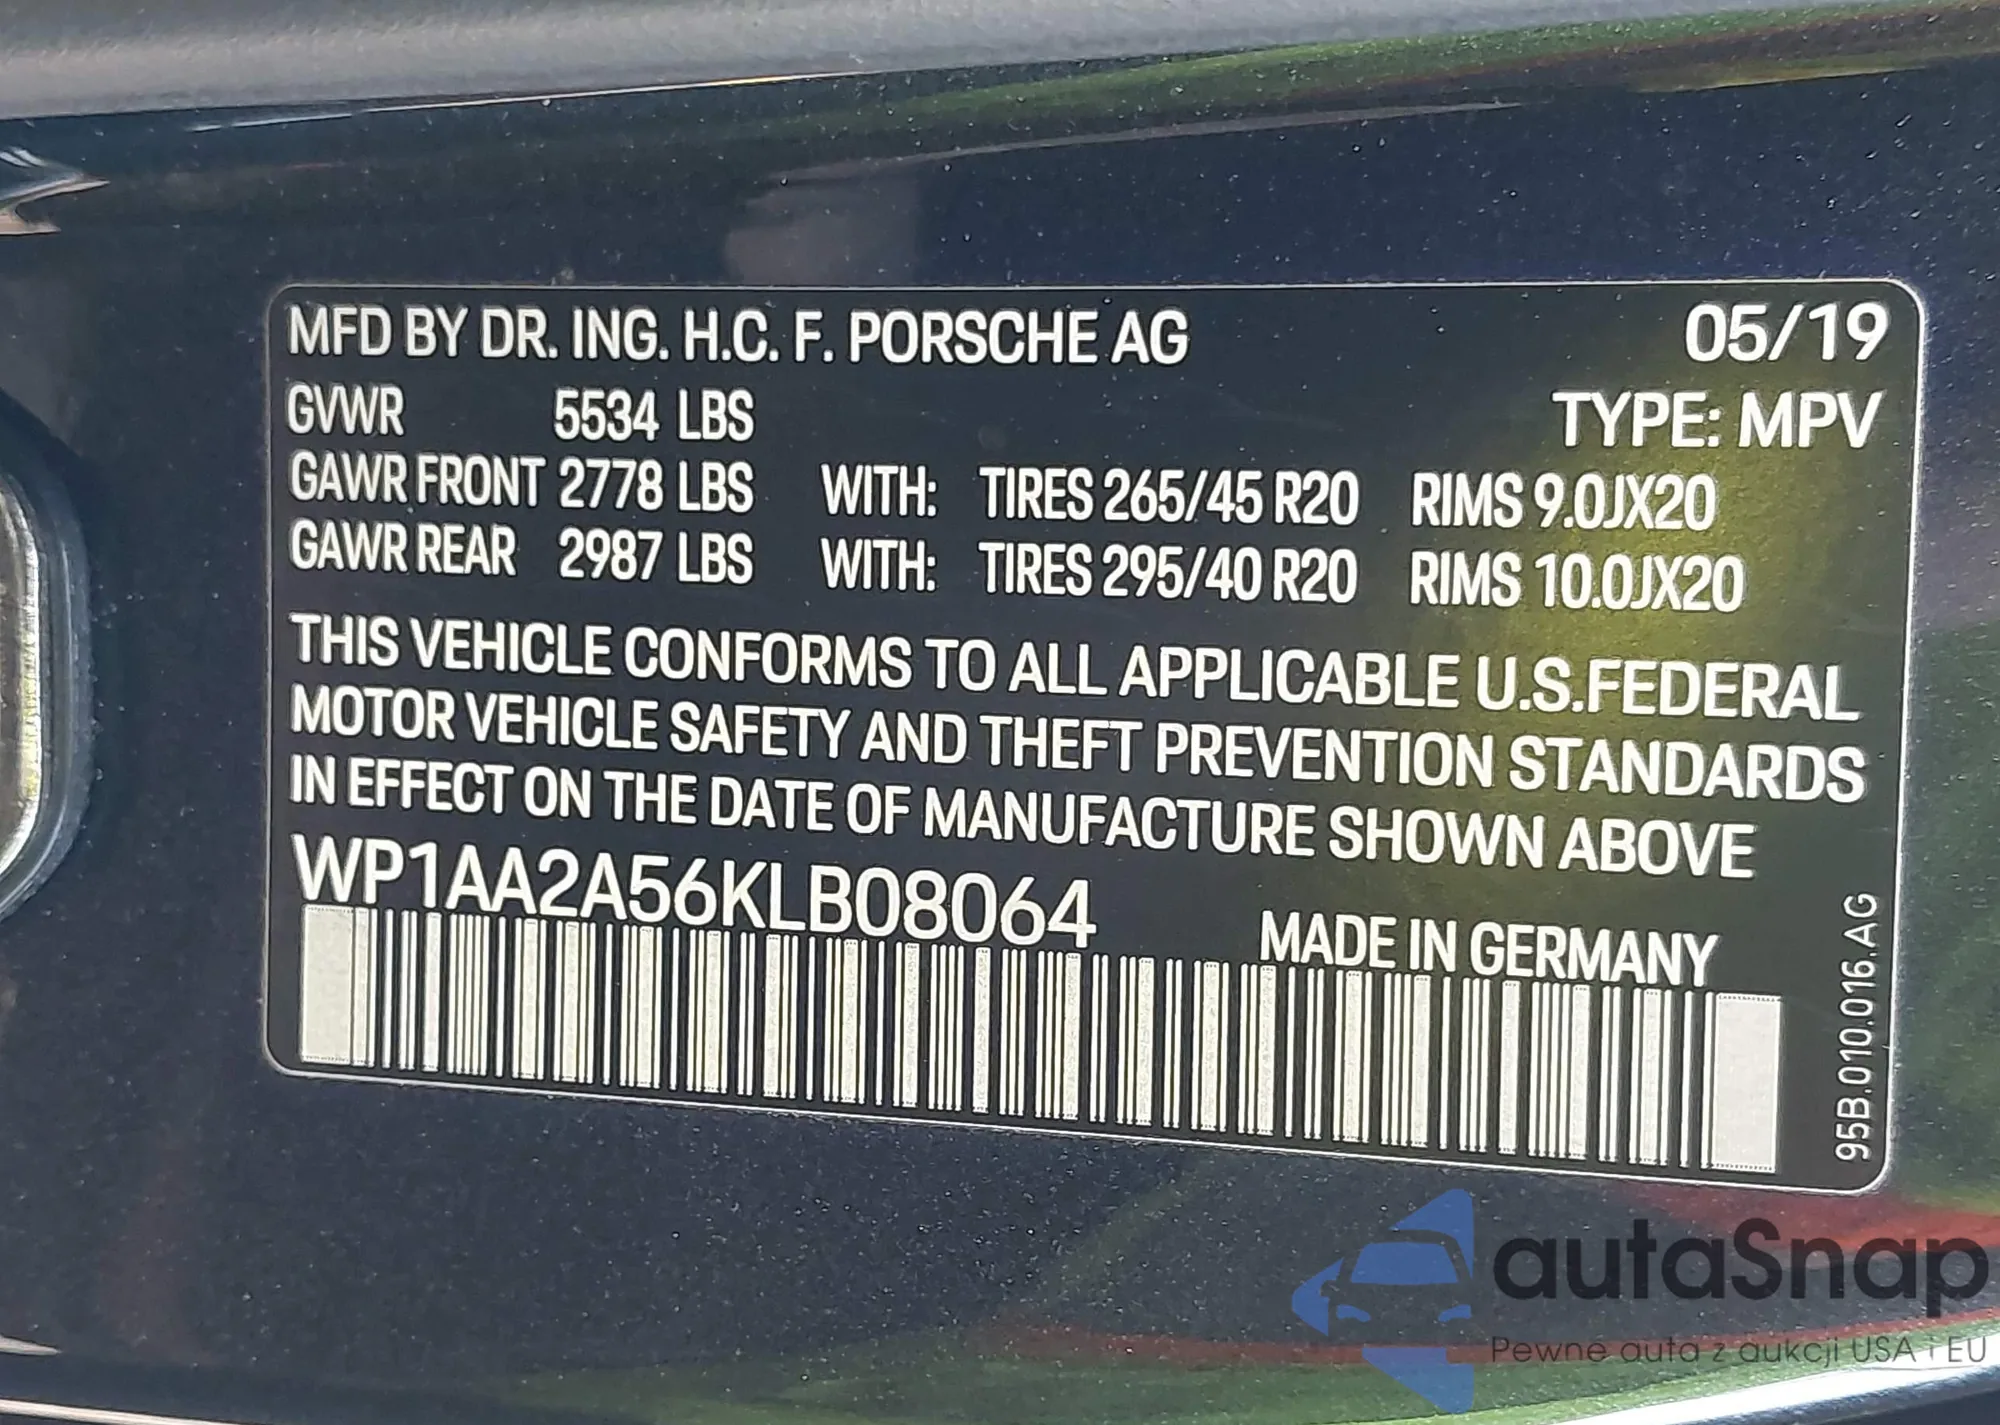 MFD BY DR. ING. H.C. F. PORSCHE AG 05/19
GVWR 5534 LBS TYPE: MPV
GAWR FRONT 2778 LBS WITH: TIRES 265/45 R20 RIMS 9.0JX20
GAWR REAR 2987 LBS WITH: TIRES 295/40 R20 RIMS 10.0JX20
THIS VEHICLE CONFORMS TO ALL APPLICABLE U.S.FEDERAL
MOTOR VEHICLE SAFETY AND THEFT PREVENTION STANDARDS
IN EFFECT ON THE DATE OF MANUFACTURE SHOWN ABOVE
WP1AA2A56KLB08064
MADE IN GERMANY
95B.010.016.AG
autaSnap
Pewne auta z aukcji USA i EU